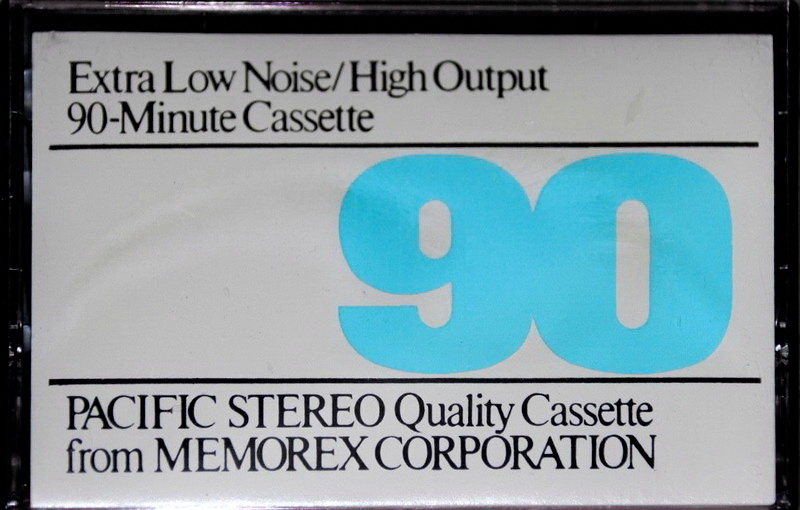 Extra Low Noise/High Output
90-Minute Cassette
90
PACIFIC STEREO Quality Cassette
from MEMOREX CORPORATION